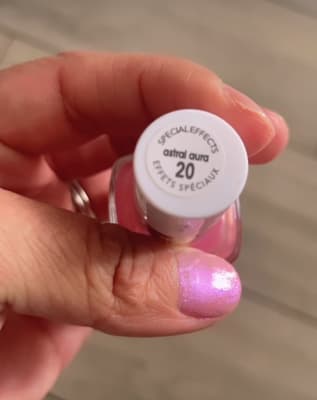 SPECIAL EFFECTS
astral aura
20
EFFETS SPÉCIAUX